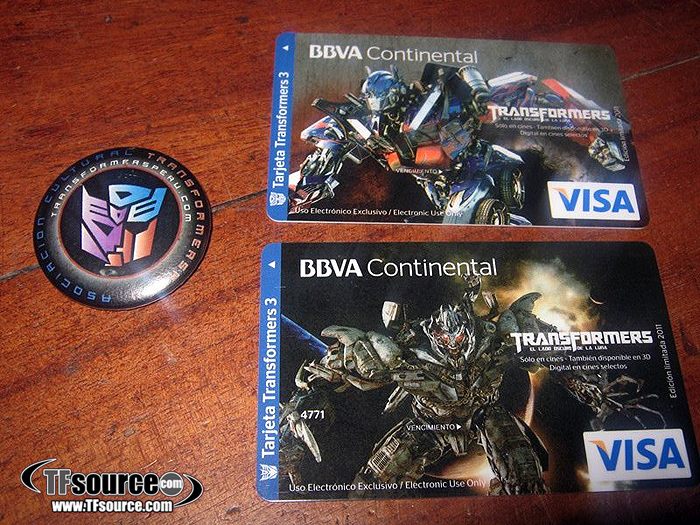 ASOCIACION CULTURAL TRANSFORMERS
TRANSFORMERSPERU.COM
Tarjeta Transformers 3
BBVA Continental
TRANSFORMERS
EL LADO OSCURO DE LA LUNA
Sólo en cines - También disponible en 3D y
Digital en cines selectos
Edición limitada 2011
VENCIMIENTO
Uso Electrónico Exclusivo / Electronic Use Only
VISA
Tarjeta Transformers 3
BBVA Continental
TRANSFORMERS
EL LADO OSCURO DE LA LUNA
Sólo en cines - También disponible en 3D
Digital en cines selectos
Edición limitada 2011
4771
VENCIMIENTO
Uso Electrónico Exclusivo / Electronic Use Only
VISA
TFsource.com
www.TFsource.com